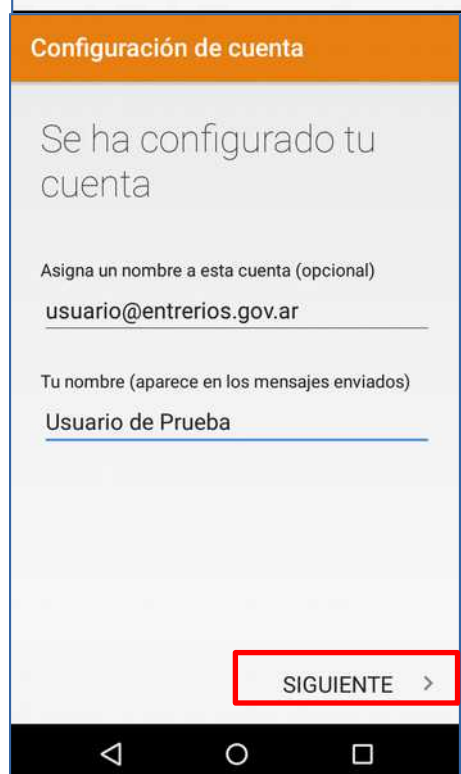 Configuración de cuenta
Se ha configurado tu
cuenta
Asigna un nombre a esta cuenta (opcional)
usuario@entrerios.gov.ar
Tu nombre (aparece en los mensajes enviados)
Usuario de Prueba
SIGUIENTE